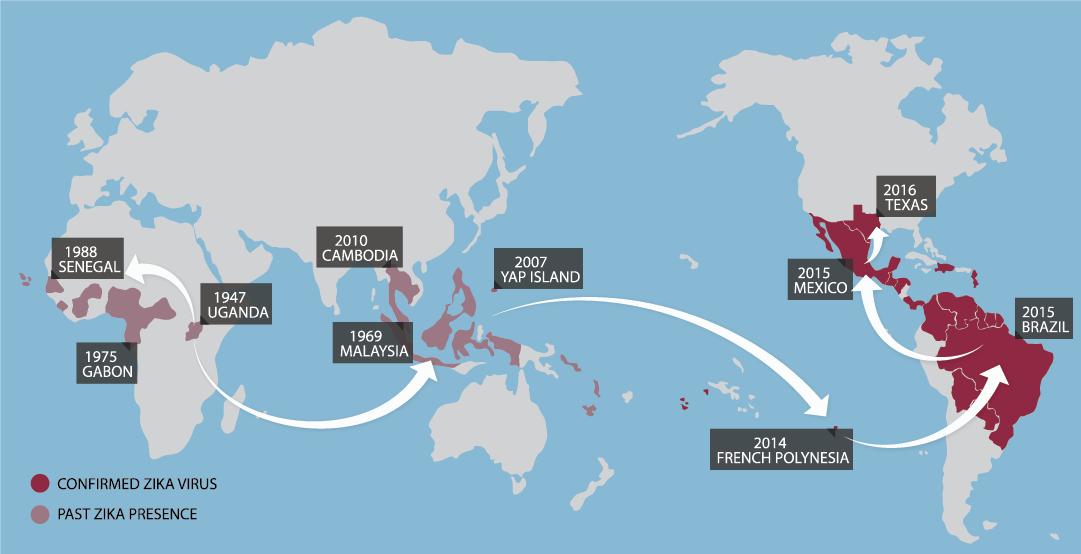 2016
TEXAS
1988
SENEGAL
2010
CAMBODIA
2007
YAP ISLAND
2015
MEXICO
1947
UGANDA
2015
BRAZIL
1969
MALAYSIA
1975
GABON
2014
FRENCH POLYNESIA
CONFIRMED ZIKA VIRUS
PAST ZIKA PRESENCE